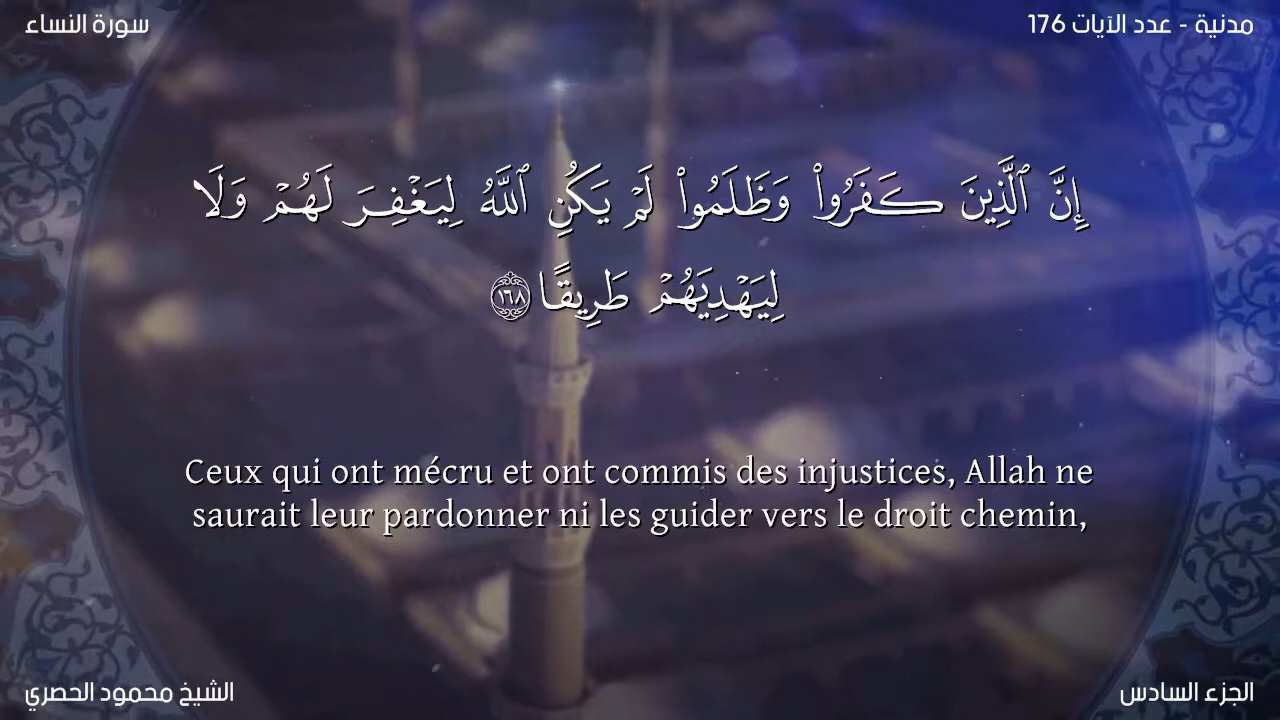 مدنية - عدد الآيات 176
سورة النساء
إِنَّ ٱلَّذِينَ كَفَرُوا۟ وَظَلَمُوا۟ لَمْ يَكُنِ ٱللَّهُ لِيَغْفِرَ لَهُمْ وَلَا
لِيَهْدِيَهُمْ طَرِيقًا ١٦٨
Ceux qui ont mécru et ont commis des injustices, Allah ne
saurait leur pardonner ni les guider vers le droit chemin,
الجزء السادس
الشيخ محمود الحصري